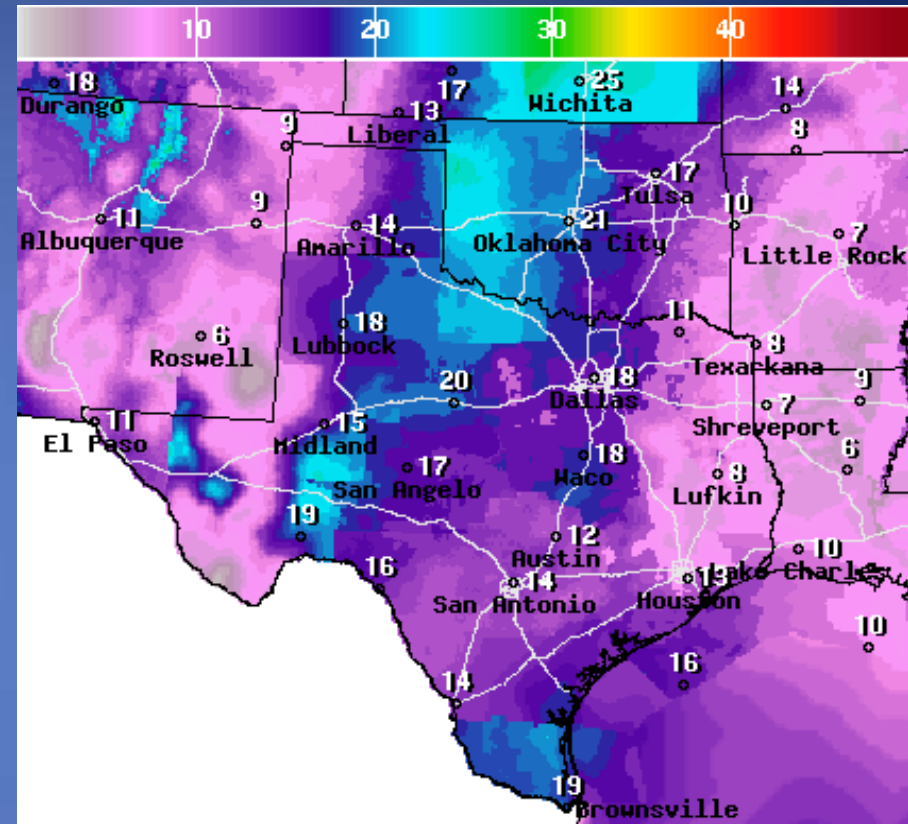 10 20 30 40
18 17 25 14
Durango Wichita
13
Liberal
9 8
17
Tulsa
11 9 14 21 10 7
Albuquerque Amarillo Oklahoma City Little Rock
6 18 11 8
Roswell Lubbock Texarkana
20 18 9
Dallas
11 15 7
El Paso Midland Shreveport
17 18 8 6
San Angelo Waco Lufkin
19 12 10
Austin
16 14 13 Lake Charles
San Antonio Houston
10
14 16
19
Brownsville